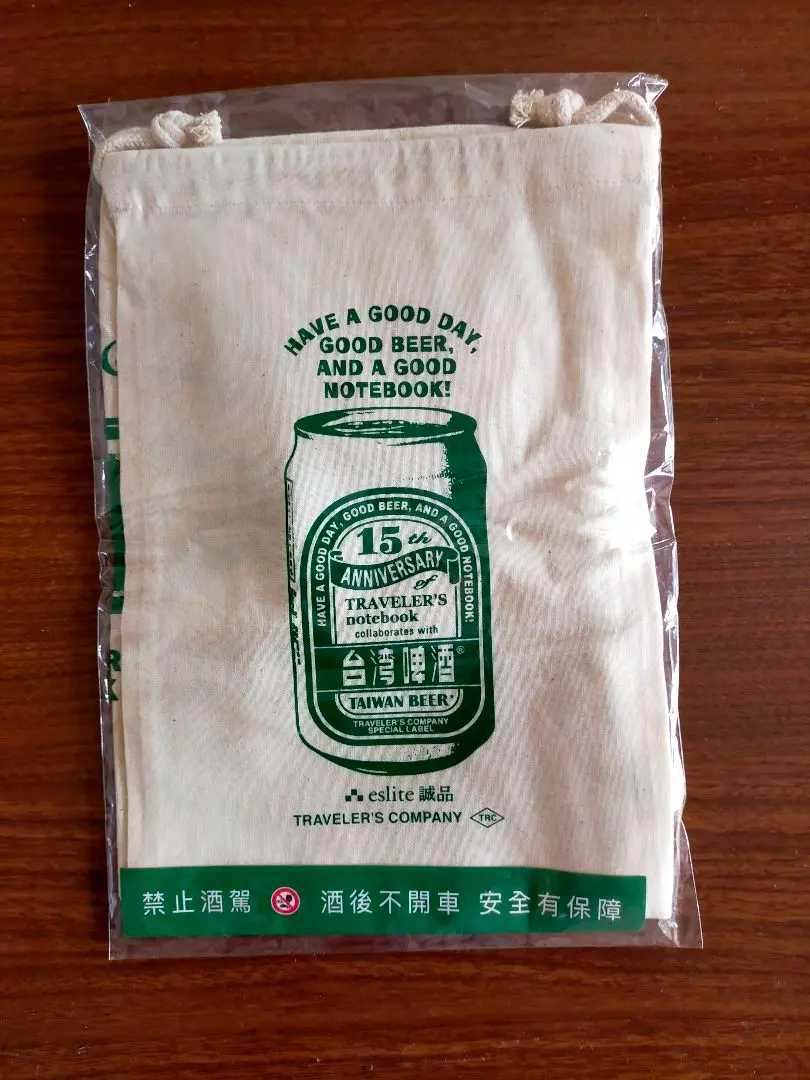 HAVE A GOOD DAY,
GOOD BEER,
AND A GOOD
NOTEBOOK!
HAVE A GOOD DAY, GOOD BEER, AND A GOOD NOTEBOOK!
15th
ANNIVERSARY
of
TRAVELER'S
notebook
collaborates with
台湾啤酒®
TAIWAN BEER®
TRAVELER'S COMPANY
SPECIAL LABEL
eslite 誠品
TRAVELER'S COMPANY TRC
禁止酒駕 酒後不開車 安全有保障